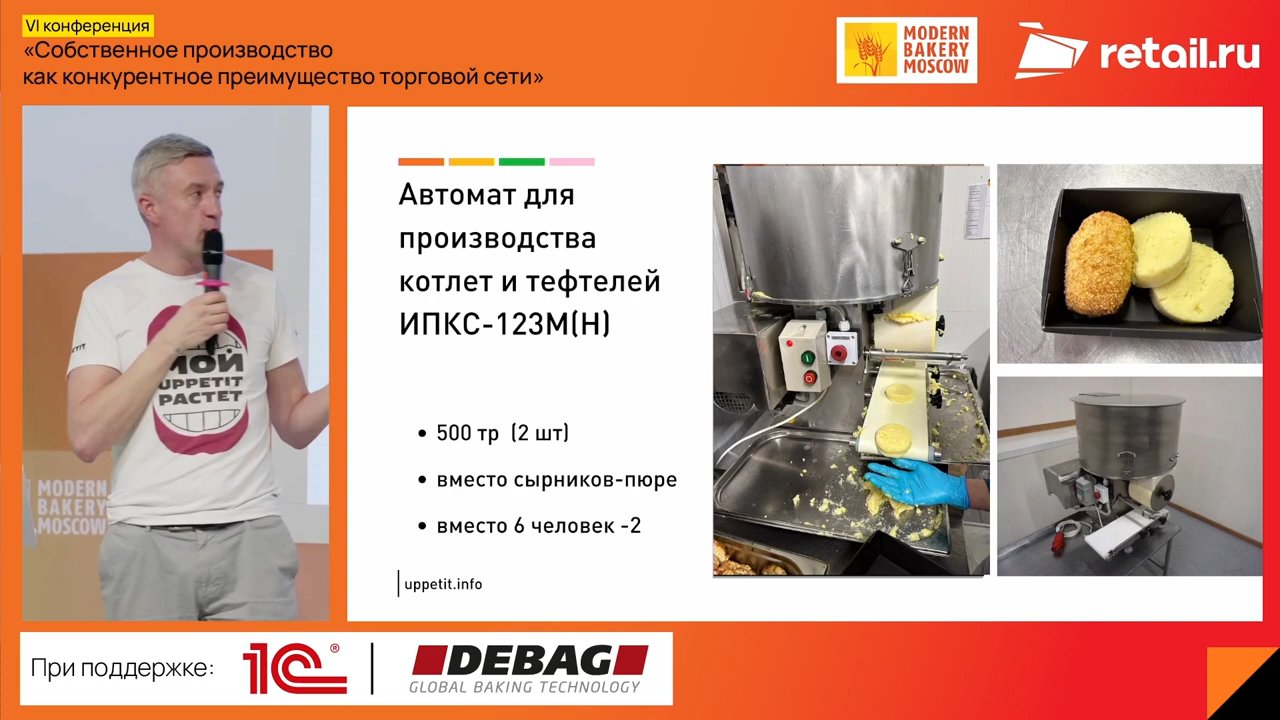 VI конференция
«Собственное производство
как конкурентное преимущество торговой сети»
MODERN
BAKERY
MOSCOW
retail.ru
Автомат для
производства
котлет и тефтелей
ИПКС-123М(Н)
• 500 тр (2 шт)
• вместо сырников-пюре
• вместо 6 человек -2
uppetit.info
МОЙ
UPPETIT
РАСТЕТ
MODERN
BAKERY
MOSCOW
При поддержке:
1С®
DEBAG
GLOBAL BAKING TECHNOLOGY